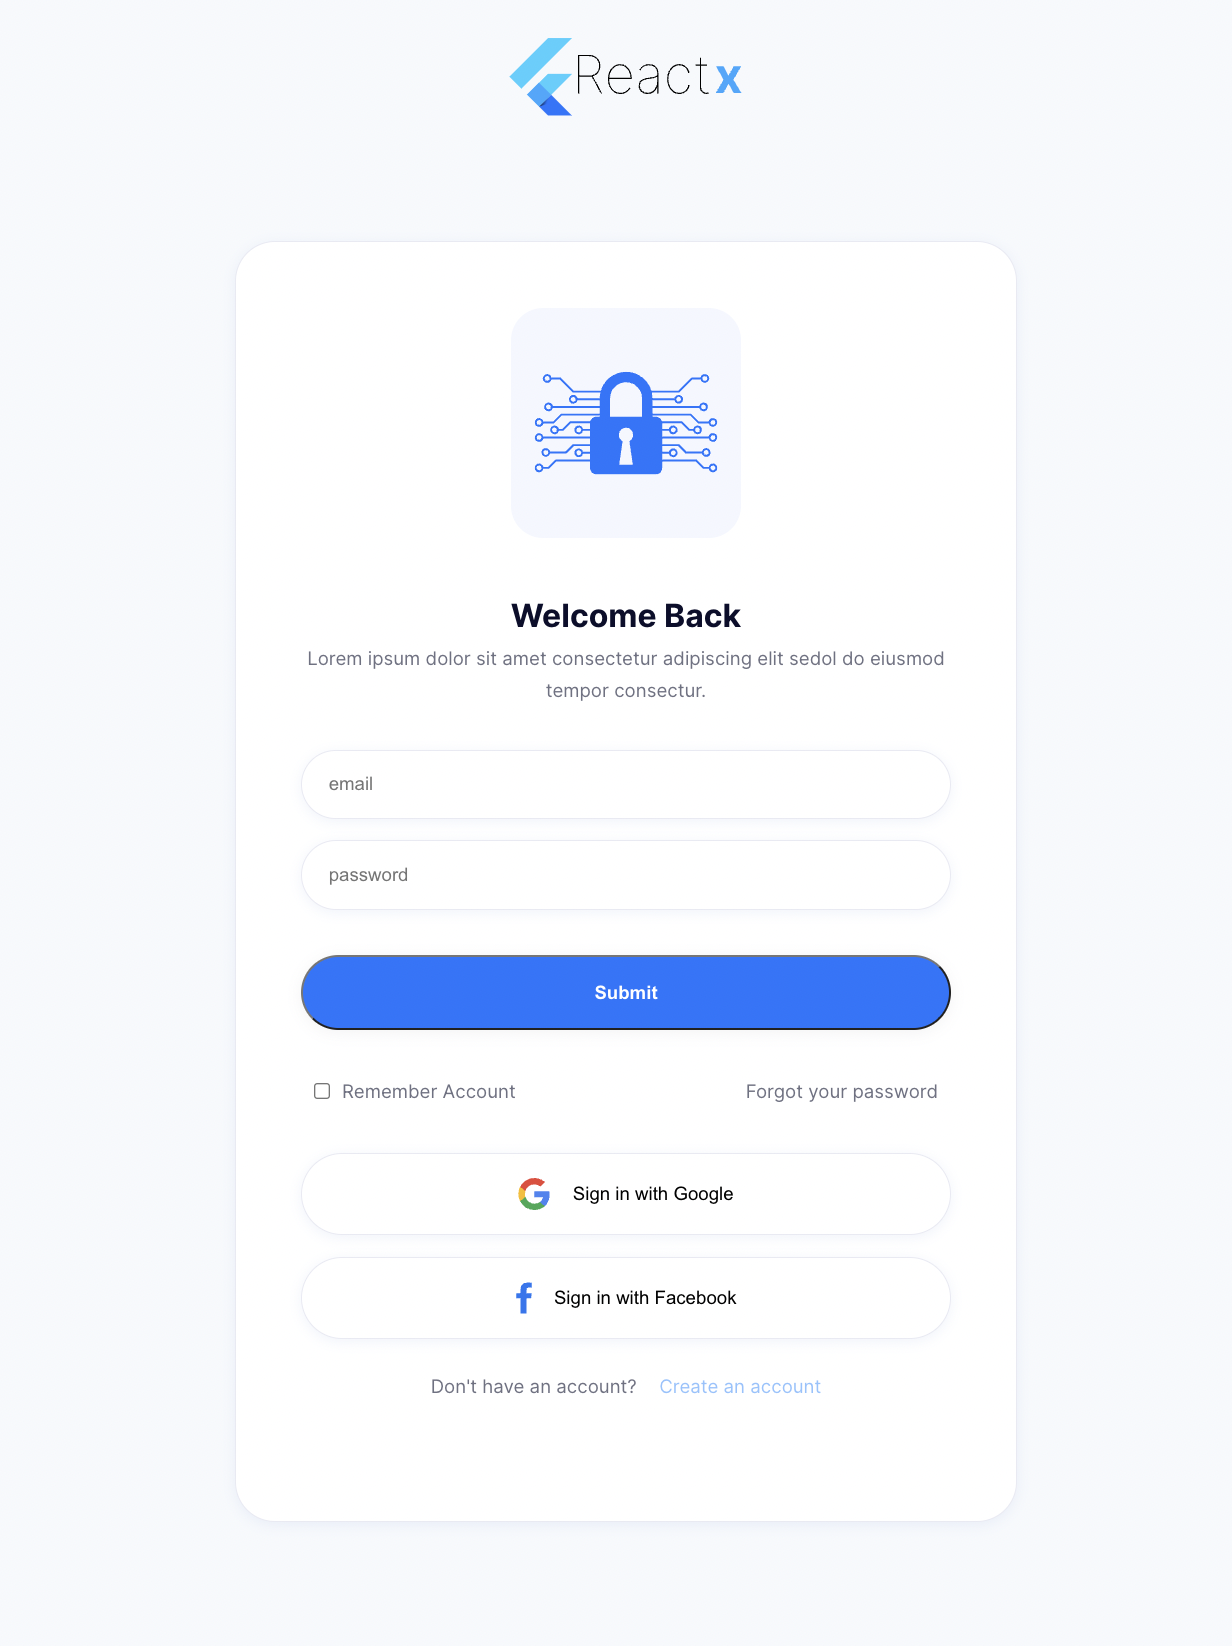 Reactx
Welcome Back
Lorem ipsum dolor sit amet consectetur adipiscing elit sedol do eiusmod
tempor consectur.
email
password
Submit
Remember Account
Forgot your password
Sign in with Google
Sign in with Facebook
Don't have an account? Create an account